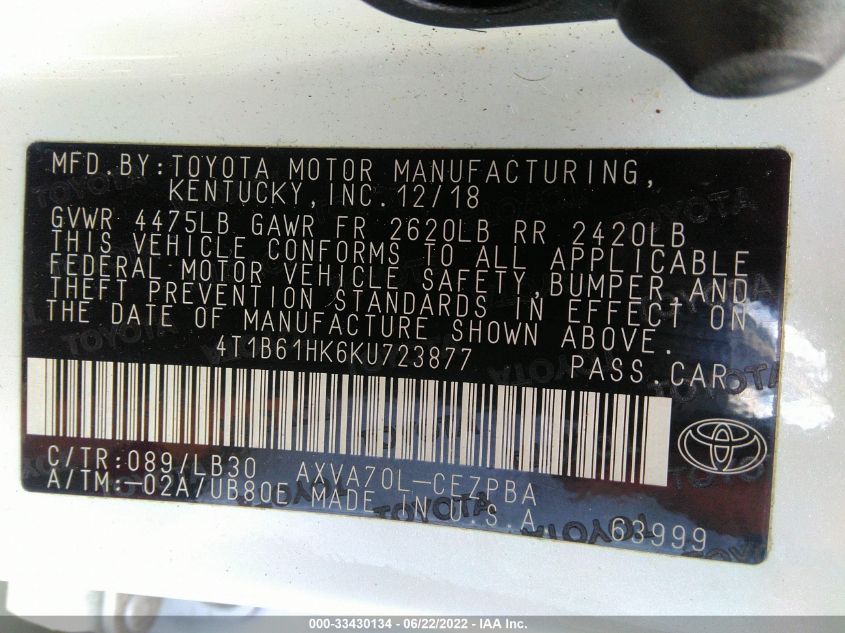 MFD.BY:TOYOTA MOTOR MANUFACTURING,
KENTUCKY,INC.12/18
GVWR 4475LB GAWR FR 2620LB RR 2420LB
THIS VEHICLE CONFORMS TO ALL APPLICABLE
FEDERAL MOTOR VEHICLE SAFETY,BUMPER,AND
THEFT PREVENTION STANDARDS IN EFFECT ON
THE DATE OF MANUFACTURE SHOWN ABOVE.
4T1B61HK6KU723877 PASS.CAR
C/TR:089/LB30 AXVA70L-CEZPBA
A/TM:-02A/UB80E MADE IN U.S.A. 63999
000-33430134 - 06/22/2022 - IAA Inc.